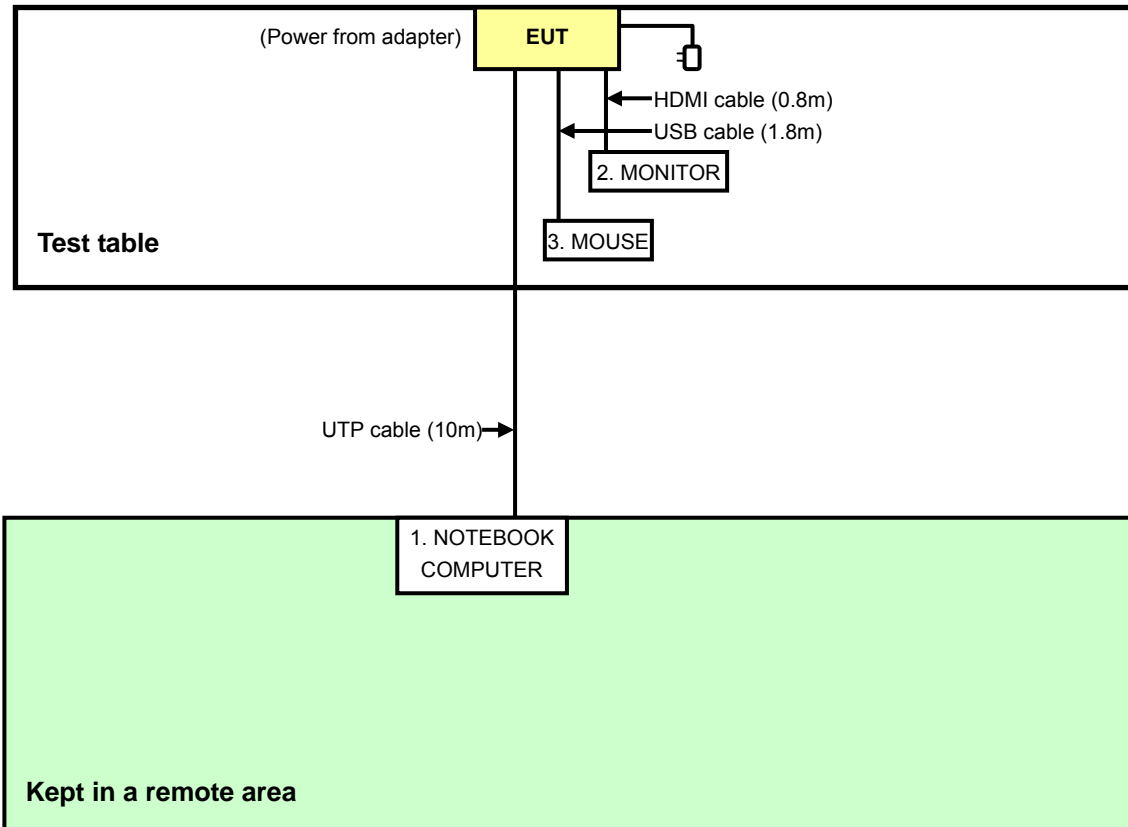 (Power from adapter)
EUT
HDMI cable (0.8m)
USB cable (1.8m)
2. MONITOR
3. MOUSE
Test table
UTP cable (10m)
1. NOTEBOOK
COMPUTER
Kept in a remote area